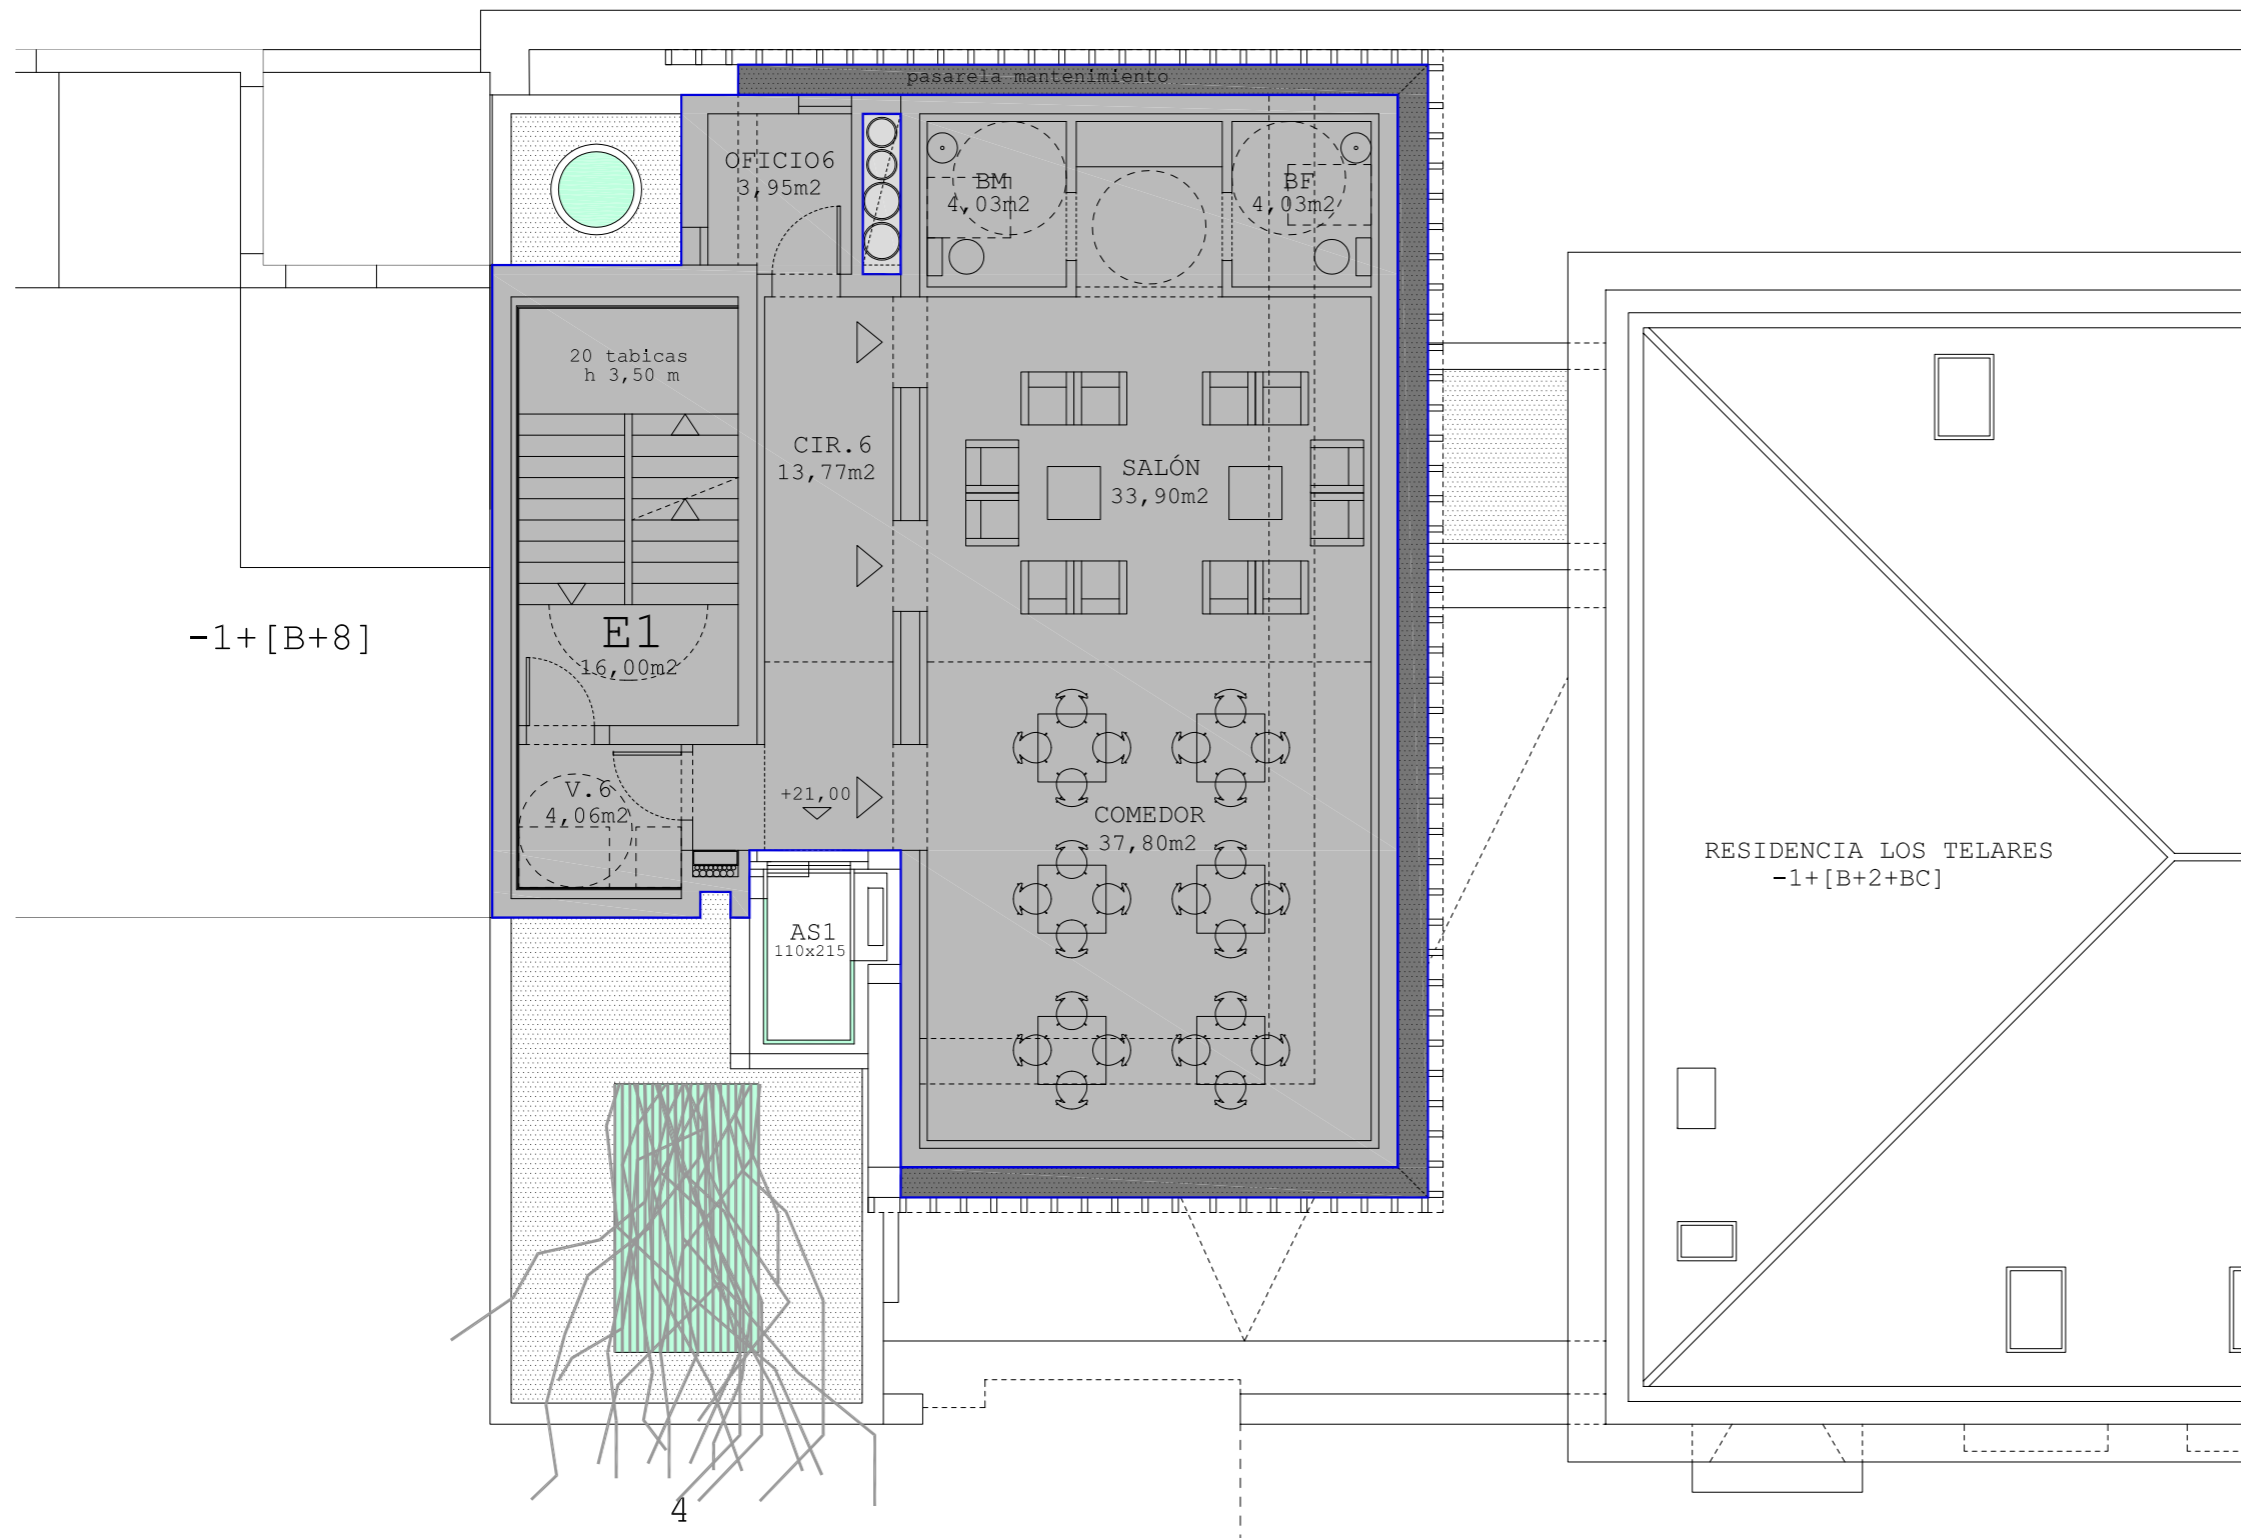 pasarela mantenimiento
OFICIO6
3,95m2
BM
4,03m2
BF
4,03m2
20 tabicas
h 3,50 m
CIR.6
13,77m2
SALÓN
33,90m2
-1+[B+8]
E1
16,00m2
V.6
4,06m2
+21,00
COMEDOR
37,80m2
RESIDENCIA LOS TELARES
-1+[B+2+BC]
AS1
110x215
4